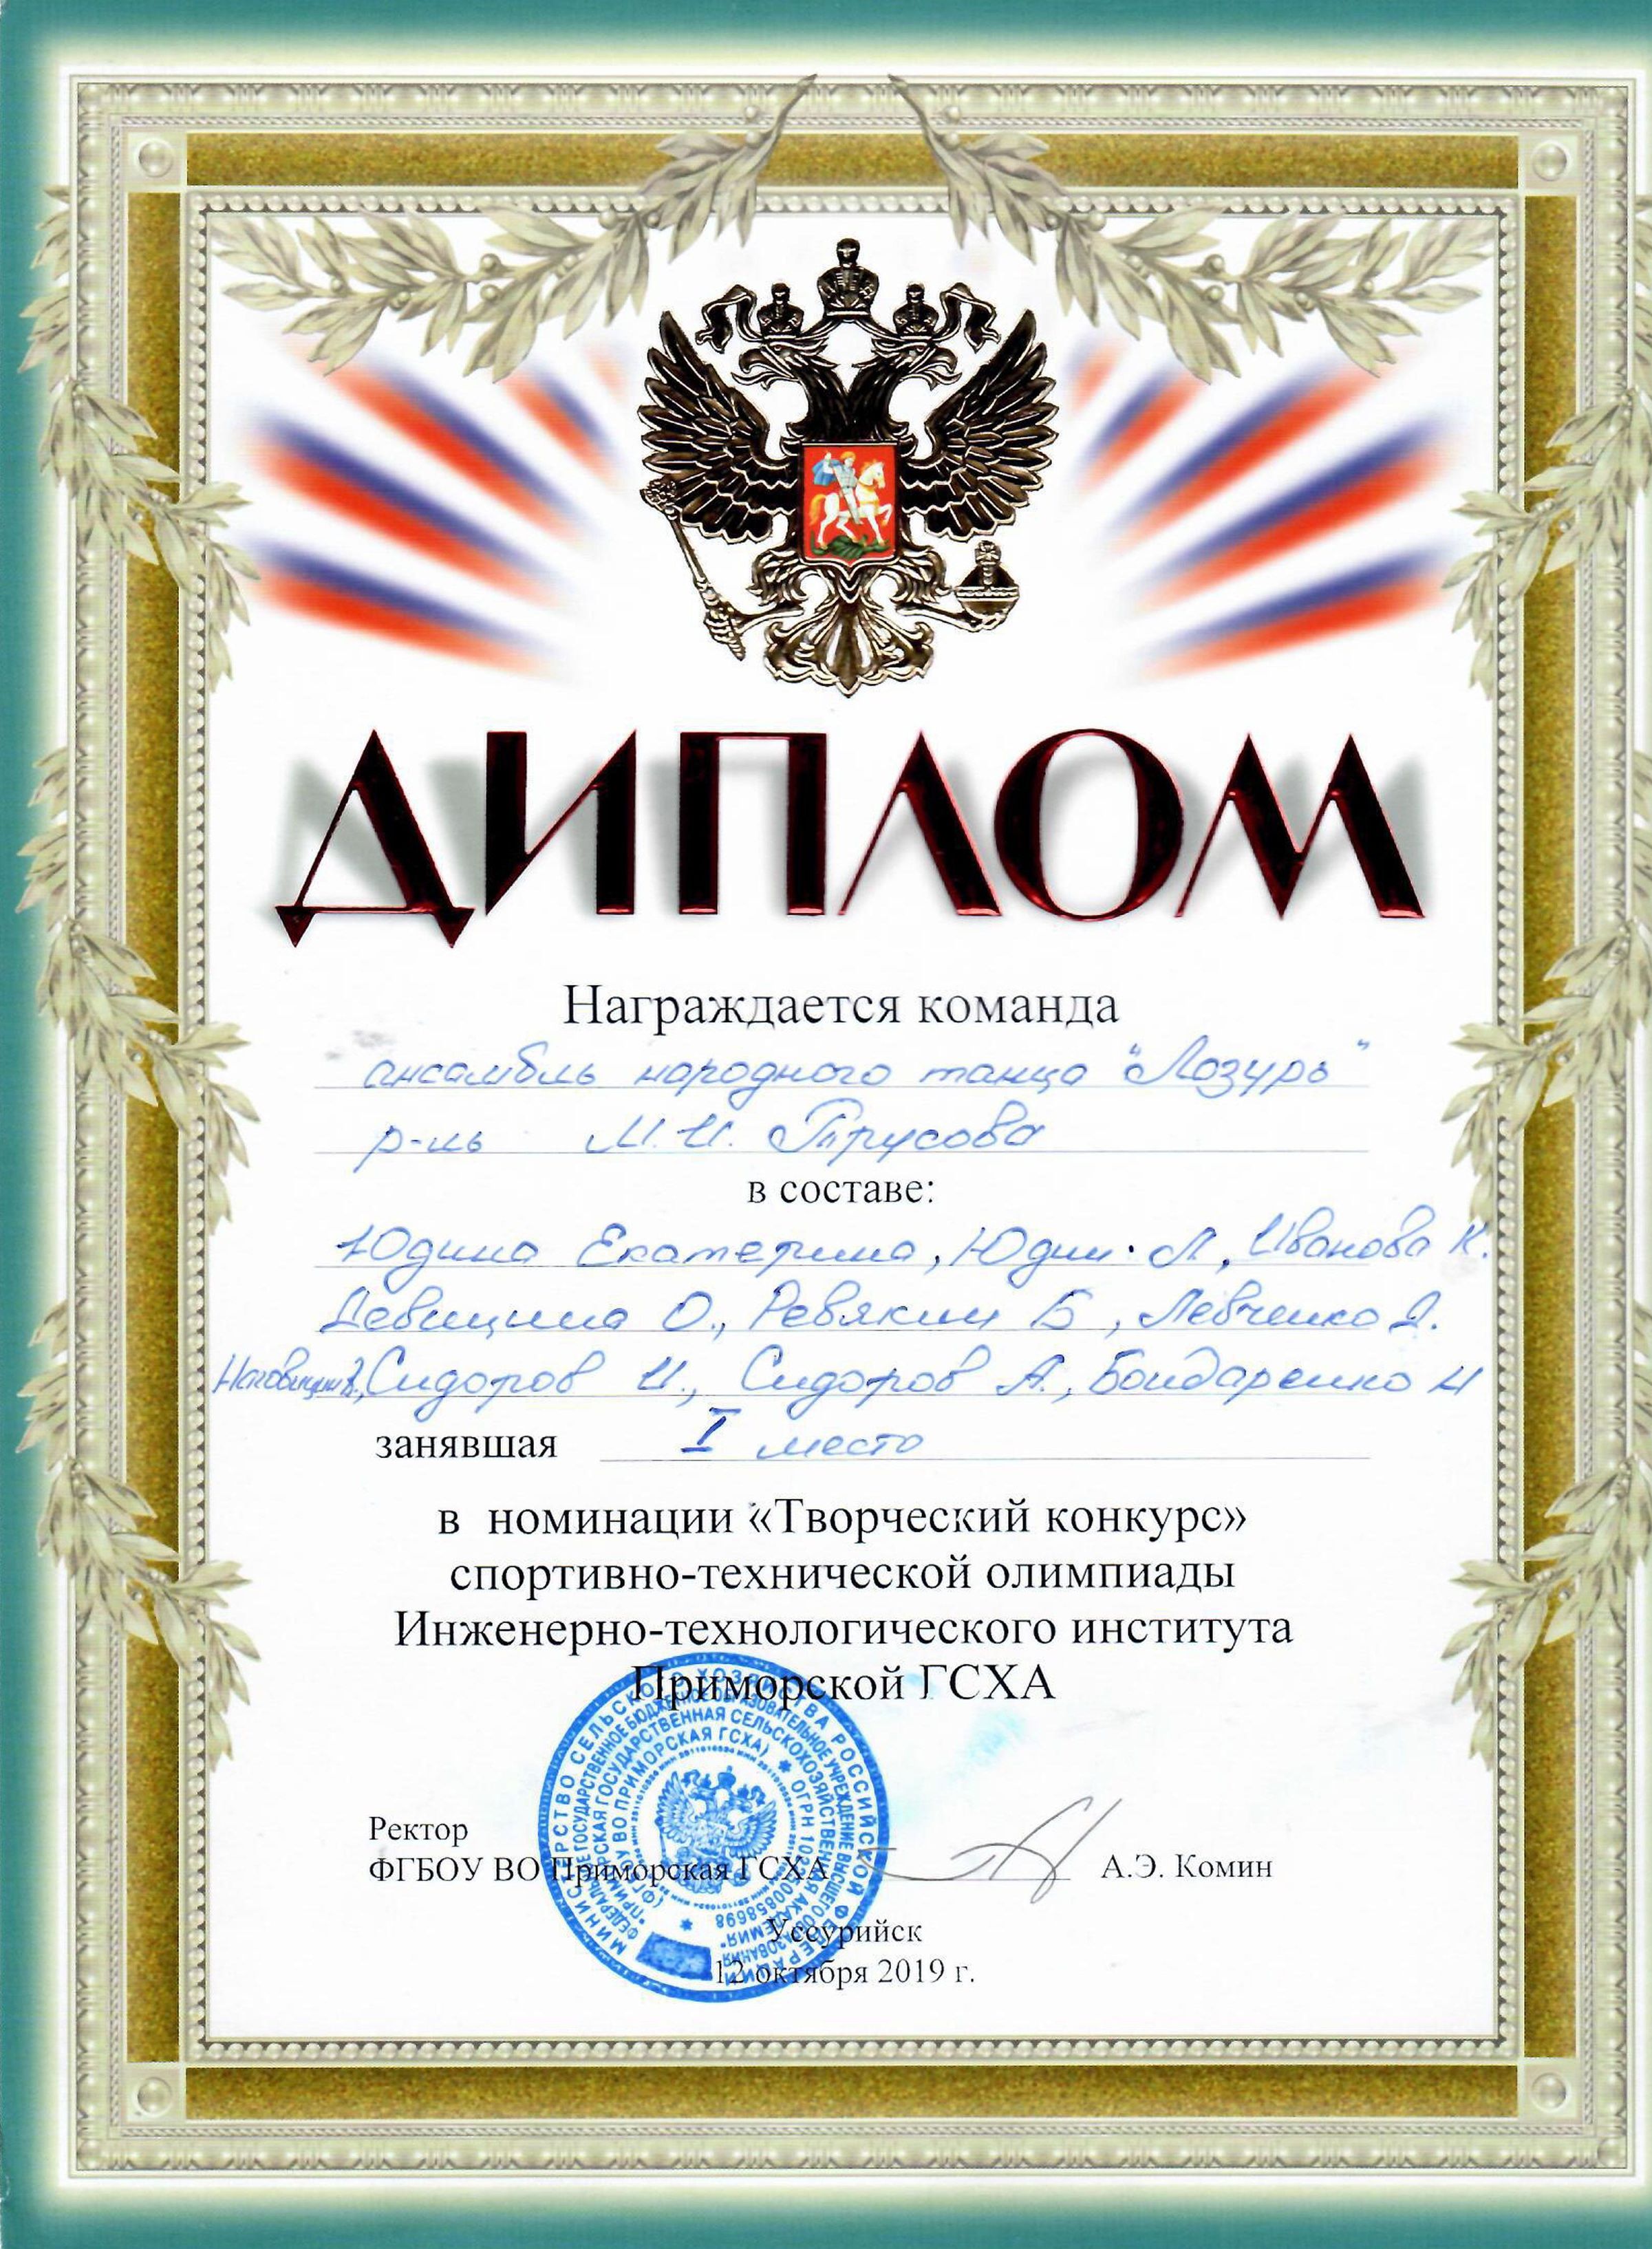 ДИПЛОМ
Награждается команда
ансамбль народного танца "Лазурь"
р-ль М.И. Трусова
в составе:
Юдина Екатерина, Юдин А, Иванова К.
Девицина О., Ревякин Б, Левченко Д.
Наговицин В., Сидоров И., Сидоров А., Бондаренко Н
занявшая I место
в номинации «Творческий конкурс»
спортивно-технической олимпиады
Инженерно-технологического института
Приморской ГСХА
МИНИСТЕРСТВО СЕЛЬСКОГО ХОЗЯЙСТВА РОССИЙСКОЙ ФЕДЕРАЦИИ
ФЕДЕРАЛЬНОЕ ГОСУДАРСТВЕННОЕ БЮДЖЕТНОЕ ОБРАЗОВАТЕЛЬНОЕ УЧРЕЖДЕНИЕ ВЫСШЕГО ОБРАЗОВАНИЯ
"ПРИМОРСКАЯ ГОСУДАРСТВЕННАЯ СЕЛЬСКОХОЗЯЙСТВЕННАЯ АКАДЕМИЯ"
(ФГБОУ ВО ПРИМОРСКАЯ ГСХА) * ОГРН
Ректор
ФГБОУ ВО Приморская ГСХА А.Э. Комин
Уссурийск
12 октября 2019 г.